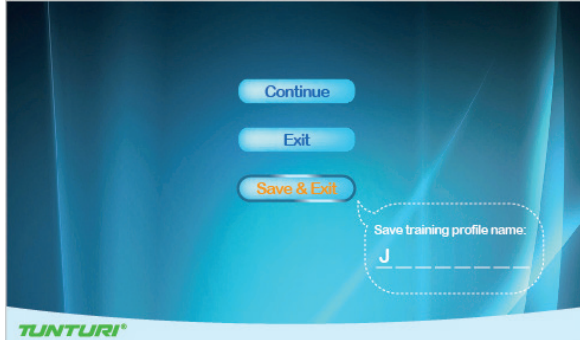 Continue
Exit
Save & Exit
Save training profile name:
J _ _ _ _ _ _ _
TUNTURI®